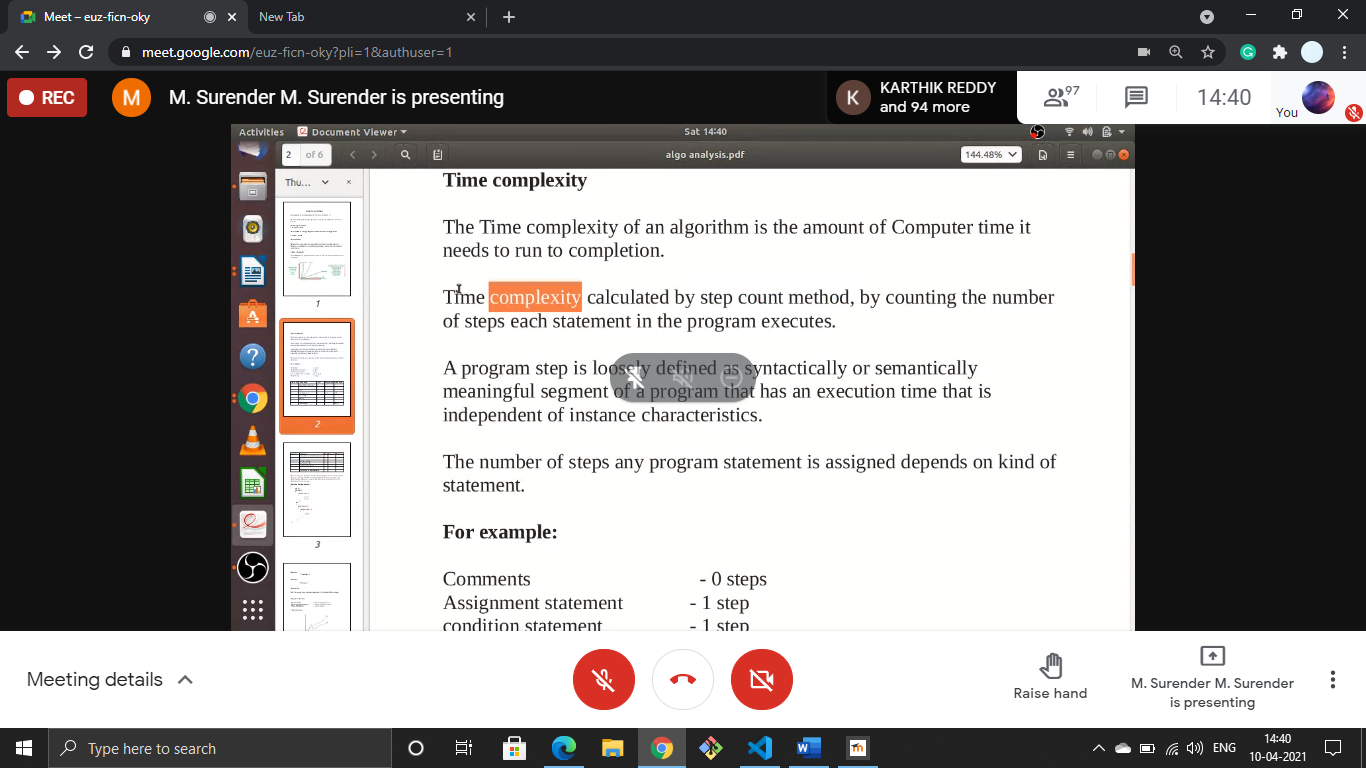 Meet – euz-ficn-oky
New Tab
meet.google.com/euz-ficn-oky?pli=1&authuser=1
REC
M
M. Surender M. Surender is presenting
K
KARTHIK REDDY
and 94 more
97
14:40
You
Activities
Document Viewer
Sat 14:40
2 of 6
algo analysis.pdf
144.48%
Thu...
1
2
3
Time complexity
The Time complexity of an algorithm is the amount of Computer time it
needs to run to completion.
Time complexity calculated by step count method, by counting the number
of steps each statement in the program executes.
A program step is loosely defined as syntactically or semantically
meaningful segment of a program that has an execution time that is
independent of instance characteristics.
The number of steps any program statement is assigned depends on kind of
statement.
For example:
Comments - 0 steps
Assignment statement - 1 step
condition statement - 1 step
Meeting details
Raise hand
M. Surender M. Surender
is presenting
Type here to search
ENG
14:40
10-04-2021